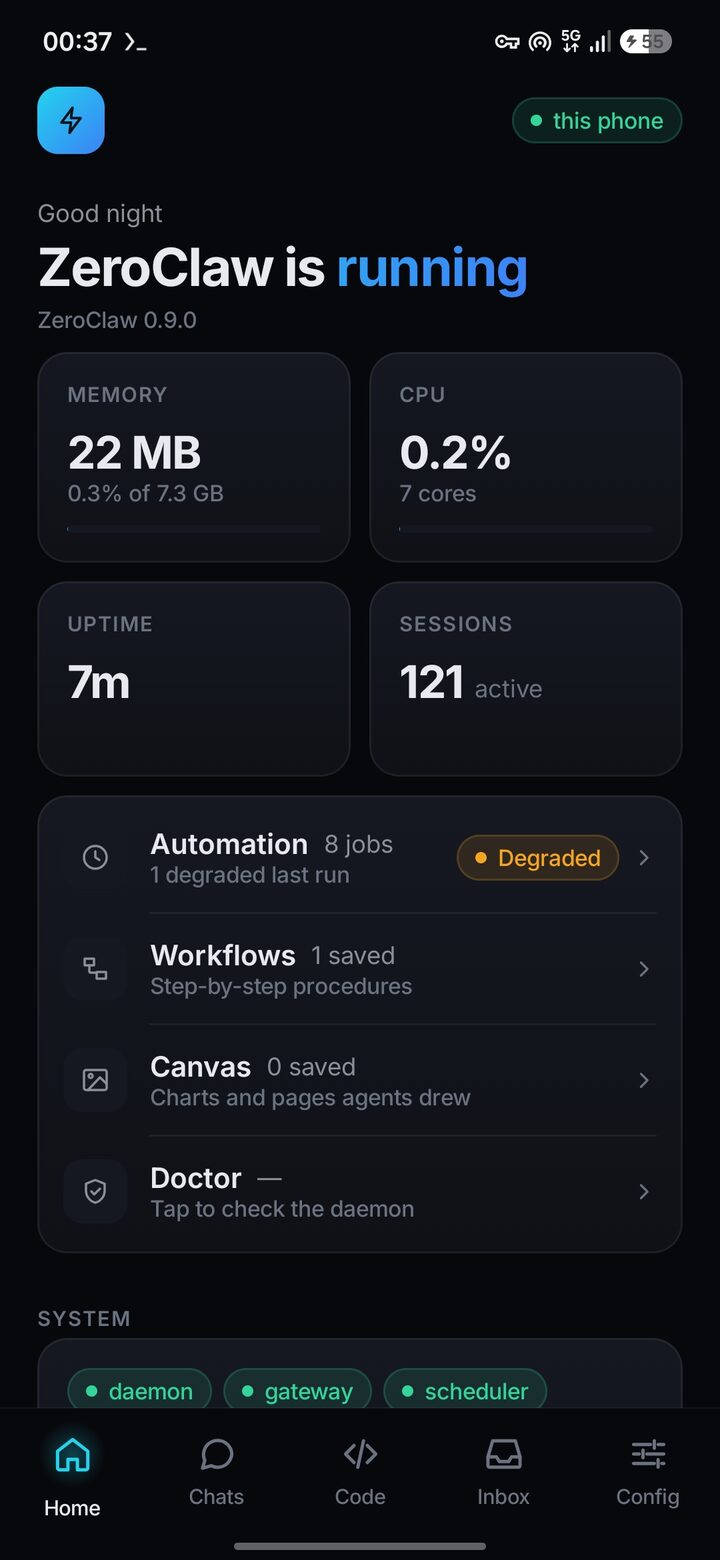 00:37
5G
55
this phone
Good night
ZeroClaw is running
ZeroClaw 0.9.0
MEMORY
22 MB
0.3% of 7.3 GB
CPU
0.2%
7 cores
UPTIME
7m
SESSIONS
121 active
Automation 8 jobs
1 degraded last run
Degraded
Workflows 1 saved
Step-by-step procedures
Canvas 0 saved
Charts and pages agents drew
Doctor —
Tap to check the daemon
SYSTEM
daemon
gateway
scheduler
Home
Chats
Code
Inbox
Config